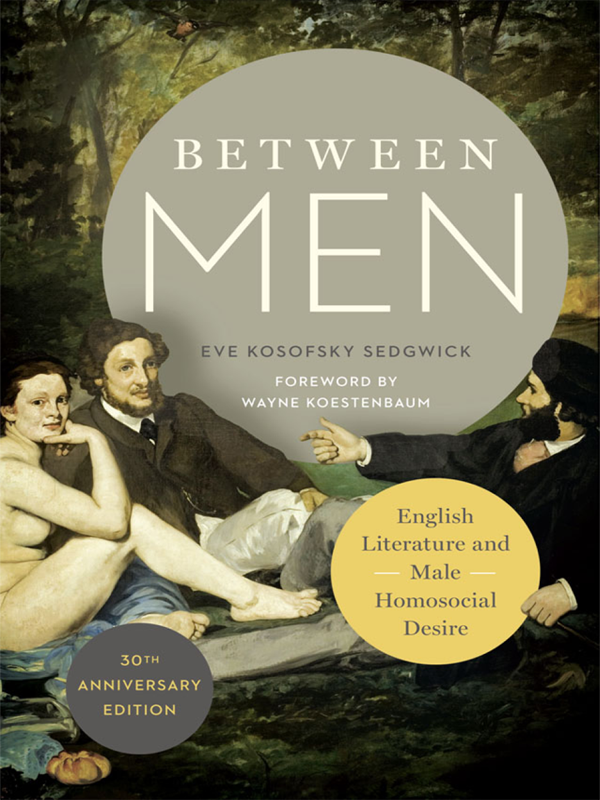 BETWEEN
MEN
EVE KOSOFSKY SEDGWICK
FOREWORD BY
WAYNE KOESTENBAUM
English
Literature and
Male
Homosocial
Desire
30TH
ANNIVERSARY
EDITION